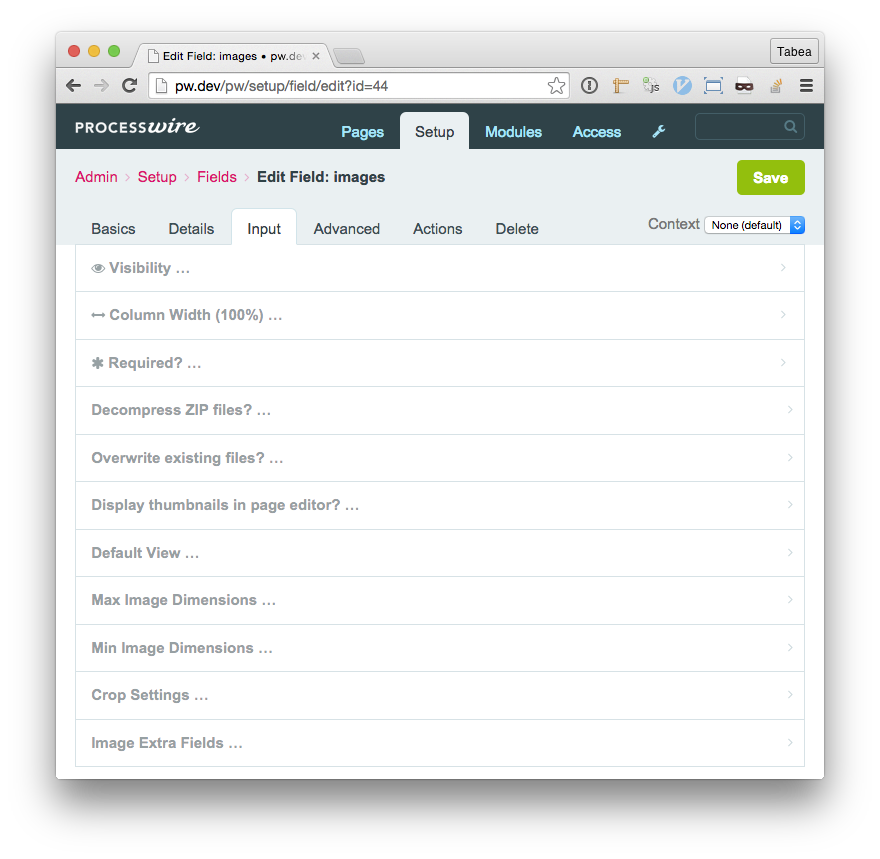 Edit Field: images • pw.de
Tabea
pw.dev/pw/setup/field/edit?id=44
js
PROCESSwire
Pages
Setup
Modules
Access
Admin > Setup > Fields > Edit Field: images
Save
Basics
Details
Input
Advanced
Actions
Delete
Context
None (default)
Visibility …
Column Width (100%) …
Required? …
Decompress ZIP files? …
Overwrite existing files? …
Display thumbnails in page editor? …
Default View …
Max Image Dimensions …
Min Image Dimensions …
Crop Settings …
Image Extra Fields …